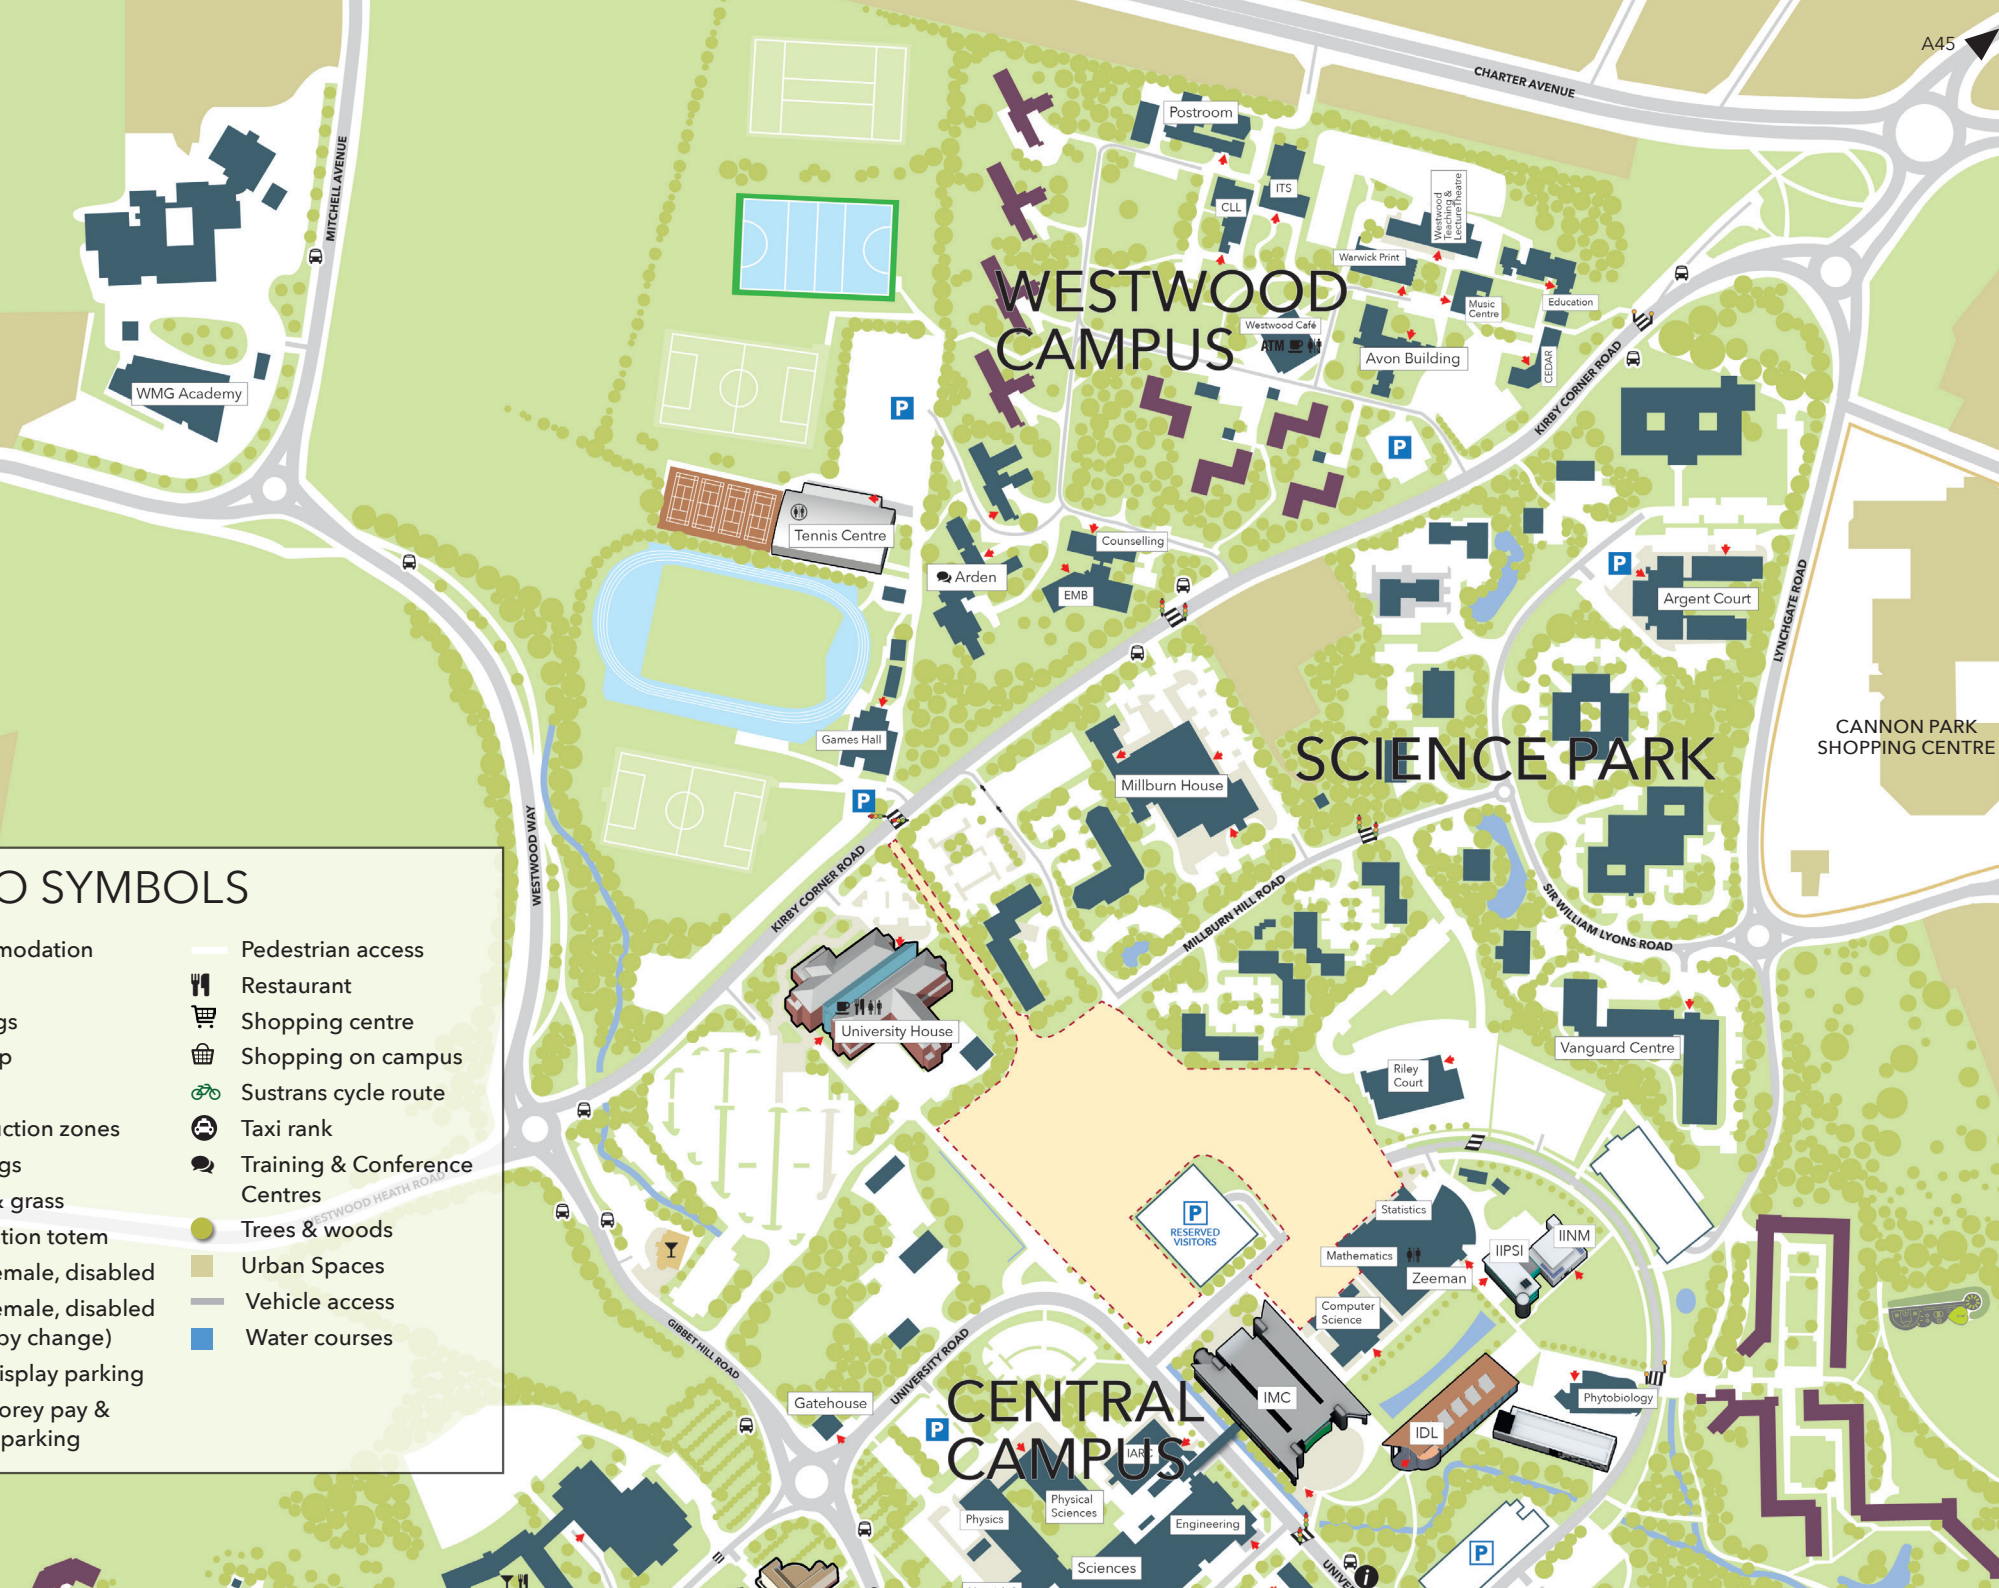 A45
CHARTER AVENUE
MITCHELL AVENUE
Postroom
ITS
CLL
Westwood
Teaching &
LectureTheatre
Warwick Print
WESTWOOD
CAMPUS
Music
Centre
Education
Westwood Café
ATM
Avon Building
CEDAR
KIRBY CORNER ROAD
WMG Academy
P
P
Tennis Centre
Counselling
Arden
EMB
P
Argent Court
LYNCHGATE ROAD
CANNON PARK
SHOPPING CENTRE
Games Hall
SCIENCE PARK
Millburn House
P
WESTWOOD WAY
KIRBY CORNER ROAD
MILLBURN HILL ROAD
SIR WILLIAM LYONS ROAD
University House
Vanguard Centre
Riley
Court
O SYMBOLS
modation
gs
p
uction zones
gs
& grass
tion totem
emale, disabled
emale, disabled
by change)
isplay parking
orey pay &
parking
Pedestrian access
Restaurant
Shopping centre
Shopping on campus
Sustrans cycle route
Taxi rank
Training & Conference
Centres
Trees & woods
Urban Spaces
Vehicle access
Water courses
ESTWOOD HEATH ROAD
P
RESERVED
VISITORS
Statistics
Mathematics
Zeeman
IIPSI
IINM
Computer
Science
GIBBET HILL ROAD
UNIVERSITY ROAD
Gatehouse
P
CENTRAL
CAMPUS
IMC
IDL
Phytobiology
IARC
Physical
Sciences
Physics
Engineering
Sciences
P
UNIVE
i